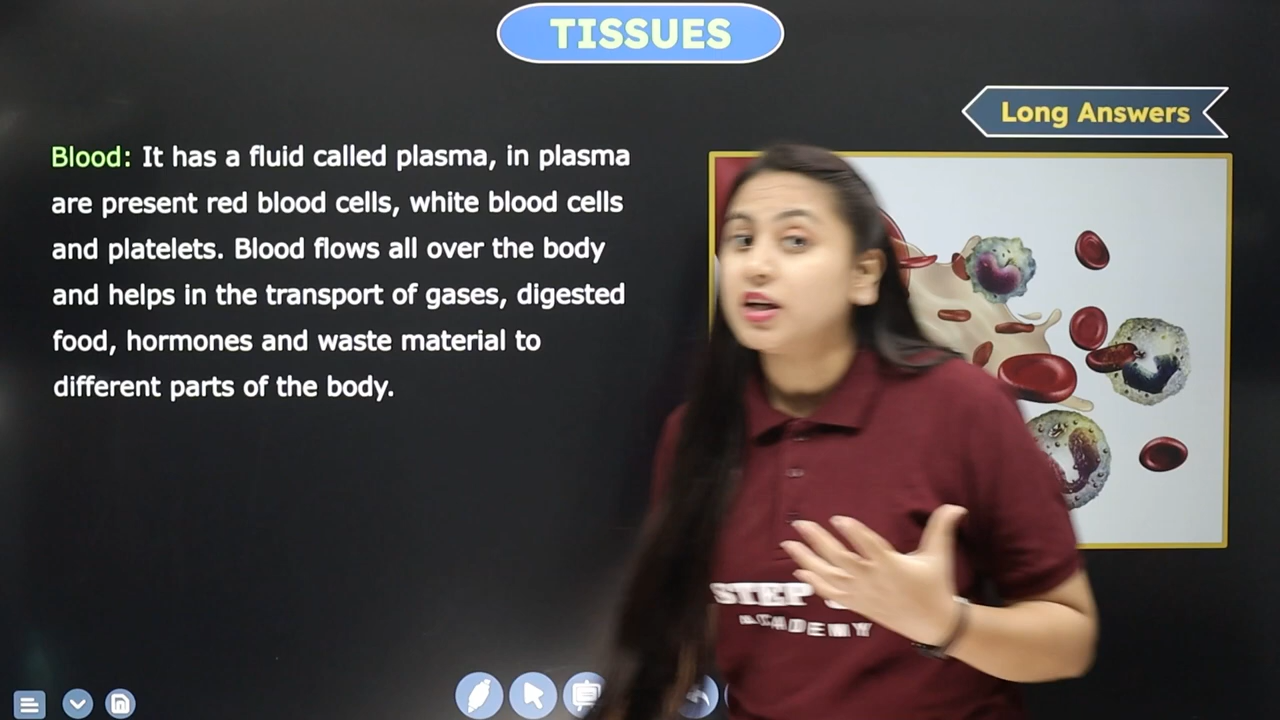 TISSUES
Long Answers
Blood: It has a fluid called plasma, in plasma
are present red blood cells, white blood cells
and platelets. Blood flows all over the body
and helps in the transport of gases, digested
food, hormones and waste material to
different parts of the body.
STEP
ACADEMY